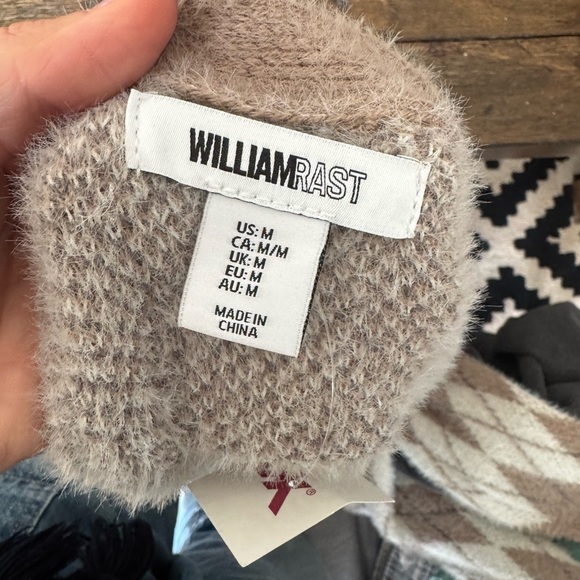 WILLIAMRAST
US: M
CA: M/M
UK: M
EU: M
AU: M
MADE IN
CHINA
®